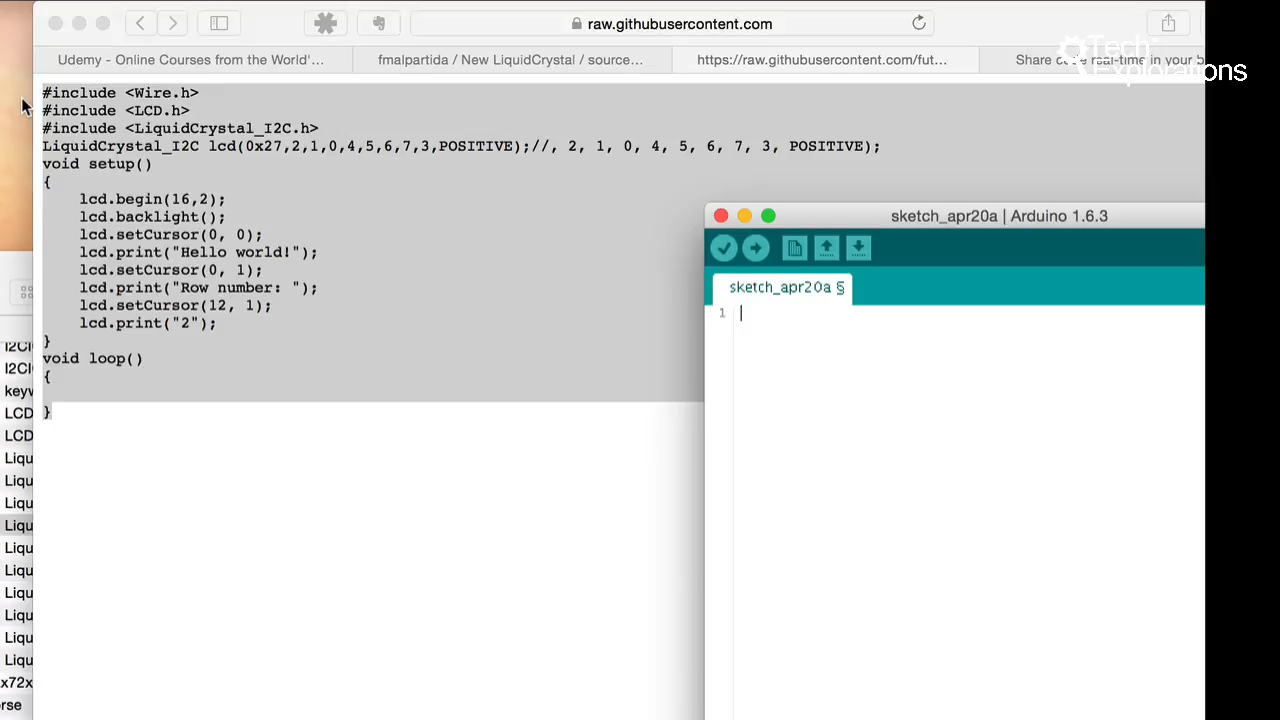 raw.githubusercontent.com
Udemy - Online Courses from the World'...
fmalpartida / New LiquidCrystal / source...
https://raw.githubusercontent.com/fut...
Share code real-time in your b
Tech
Explorations
#include <Wire.h>
#include <LCD.h>
#include <LiquidCrystal_I2C.h>
LiquidCrystal_I2C lcd(0x27,2,1,0,4,5,6,7,3,POSITIVE);//, 2, 1, 0, 4, 5, 6, 7, 3, POSITIVE);
void setup()
{
lcd.begin(16,2);
lcd.backlight();
lcd.setCursor(0, 0);
lcd.print("Hello world!");
lcd.setCursor(0, 1);
lcd.print("Row number: ");
lcd.setCursor(12, 1);
lcd.print("2");
}
void loop()
{
}
sketch_apr20a | Arduino 1.6.3
sketch_apr20a §
1
I2CI
I2CI
keyw
LCD
LCD
Liqu
Liqu
Liqu
Liqu
Liqu
Liqu
Liqu
Liqu
Liqu
Liqu
x72x
rse